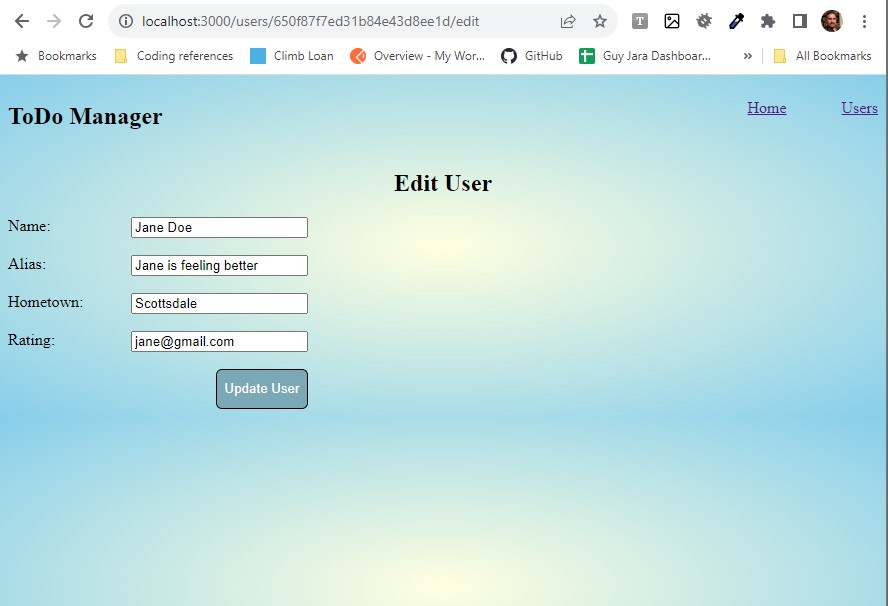 localhost:3000/users/650f87f7ed31b84e43d8ee1d/edit
Bookmarks Coding references Climb Loan Overview - My Wor... GitHub Guy Jara Dashboar... » All Bookmarks
ToDo Manager Home Users
Edit User
Name: Jane Doe
Alias: Jane is feeling better
Hometown: Scottsdale
Rating: jane@gmail.com
Update User